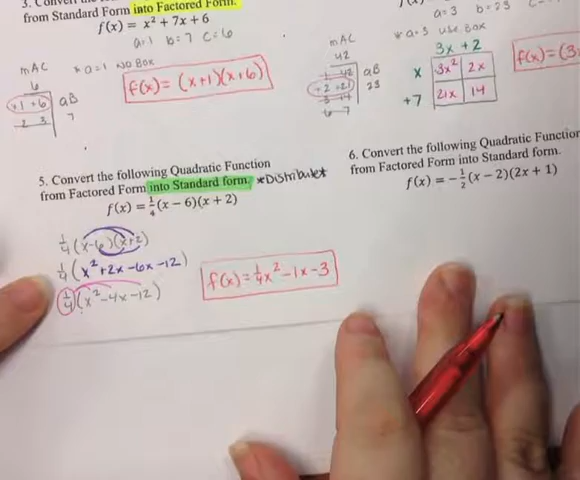 3. Convert
from Standard Form into Factored Form.
f(x) = x² + 7x + 6
a=1 b=7 c=6
mAC * a=1 No Box
6
+1 +6 aB
2 3 7
f(x) = (x+1)(x+6)
a=3 b=23
mAC * a=3 use Box
42
1 42 aB
+2 +21 23
3 14
6 7
3x +2
x 3x² 2x
+7 21x 14
f(x) = (3x
5. Convert the following Quadratic Function
from Factored Form into Standard form. *Distribute*
f(x) = 1/4(x − 6)(x + 2)
1/4(x-6)(x+2)
1/4(x²+2x-6x-12)
1/4(x²-4x-12)
f(x) = 1/4x²-1x-3
6. Convert the following Quadratic Function
from Factored Form into Standard form.
f(x) = −1/2(x − 2)(2x + 1)